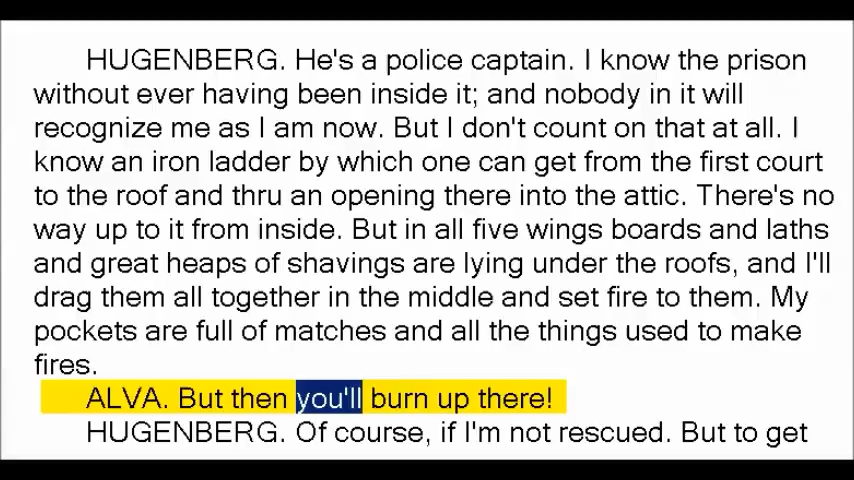 HUGENBERG. He's a police captain. I know the prison
without ever having been inside it; and nobody in it will
recognize me as I am now. But I don't count on that at all. I
know an iron ladder by which one can get from the first court
to the roof and thru an opening there into the attic. There's no
way up to it from inside. But in all five wings boards and laths
and great heaps of shavings are lying under the roofs, and I'll
drag them all together in the middle and set fire to them. My
pockets are full of matches and all the things used to make
fires.
ALVA. But then you'll burn up there!
HUGENBERG. Of course, if I'm not rescued. But to get